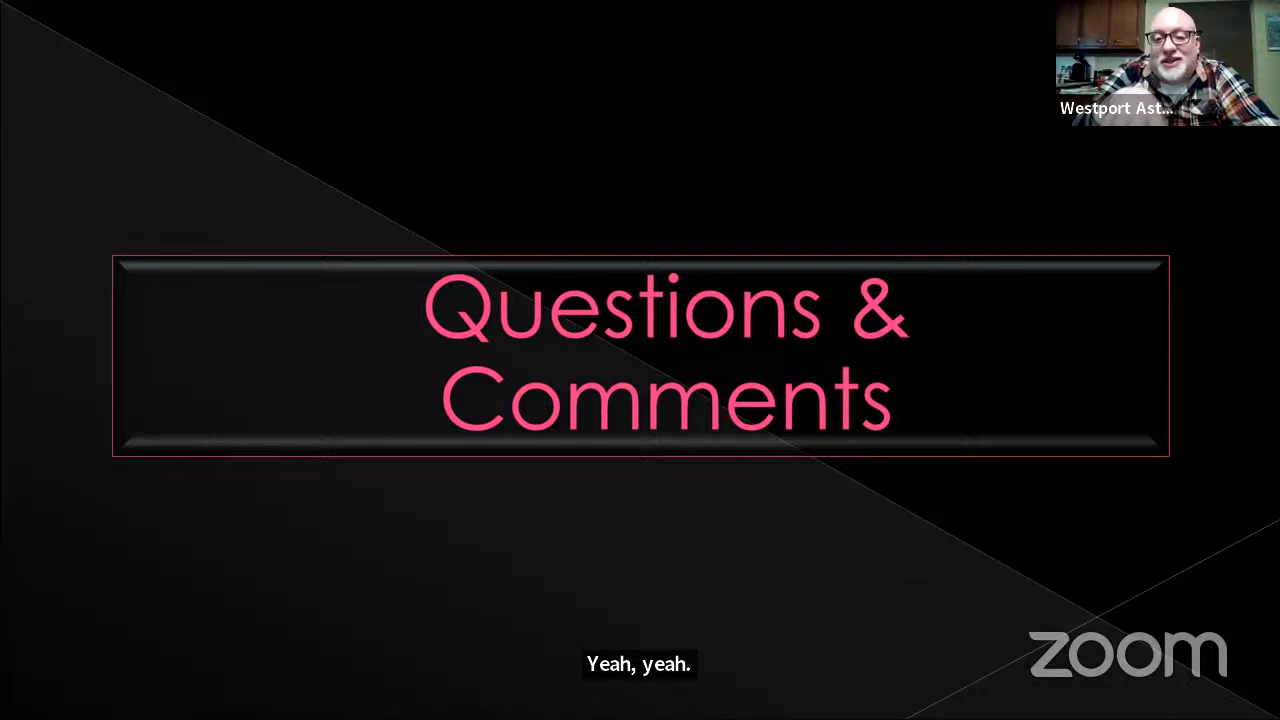 Westport Ast...
Questions &
Comments
Yeah, yeah.
zoom